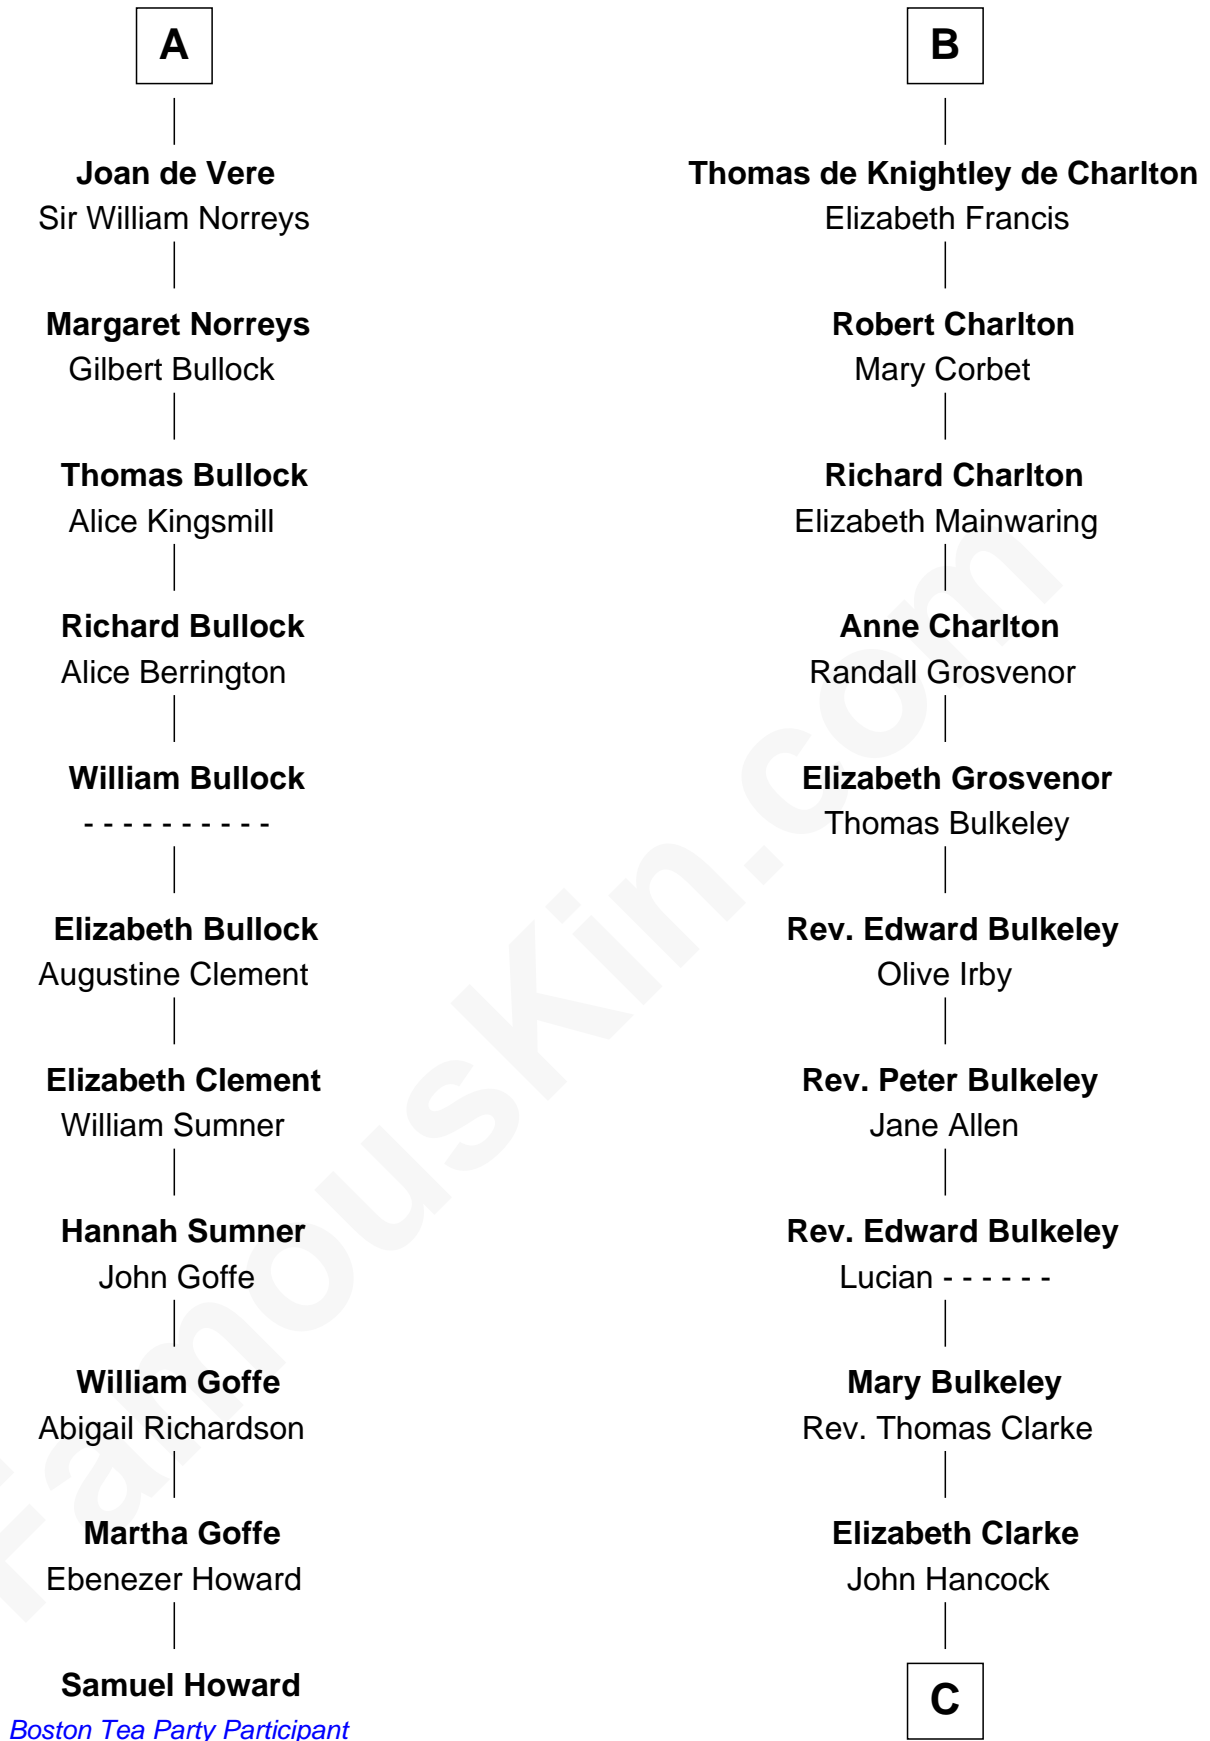 A
Joan de Vere
Sir William Norreys
Margaret Norreys
Gilbert Bullock
Thomas Bullock
Alice Kingsmill
Richard Bullock
Alice Berrington
William Bullock
- - - - - - - - - -
Elizabeth Bullock
Augustine Clement
Elizabeth Clement
William Sumner
Hannah Sumner
John Goffe
William Goffe
Abigail Richardson
Martha Goffe
Ebenezer Howard
Samuel Howard
Boston Tea Party Participant
B
Thomas de Knightley de Charlton
Elizabeth Francis
Robert Charlton
Mary Corbet
Richard Charlton
Elizabeth Mainwaring
Anne Charlton
Randall Grosvenor
Elizabeth Grosvenor
Thomas Bulkeley
Rev. Edward Bulkeley
Olive Irby
Rev. Peter Bulkeley
Jane Allen
Rev. Edward Bulkeley
Lucian - - - - - -
Mary Bulkeley
Rev. Thomas Clarke
Elizabeth Clarke
John Hancock
C
FamousKin.com